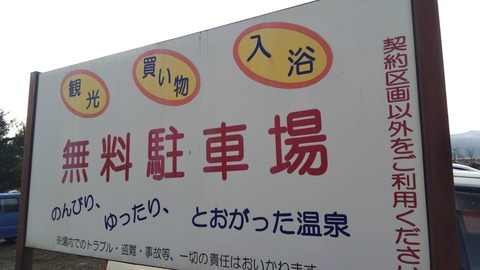 観光
買い物
入浴
無料駐車場
のんびり、ゆったり、とおがった温泉
※場内でのトラブル・盗難・事故等、一切の責任はおいかねます
契約区画以外をご利用ください